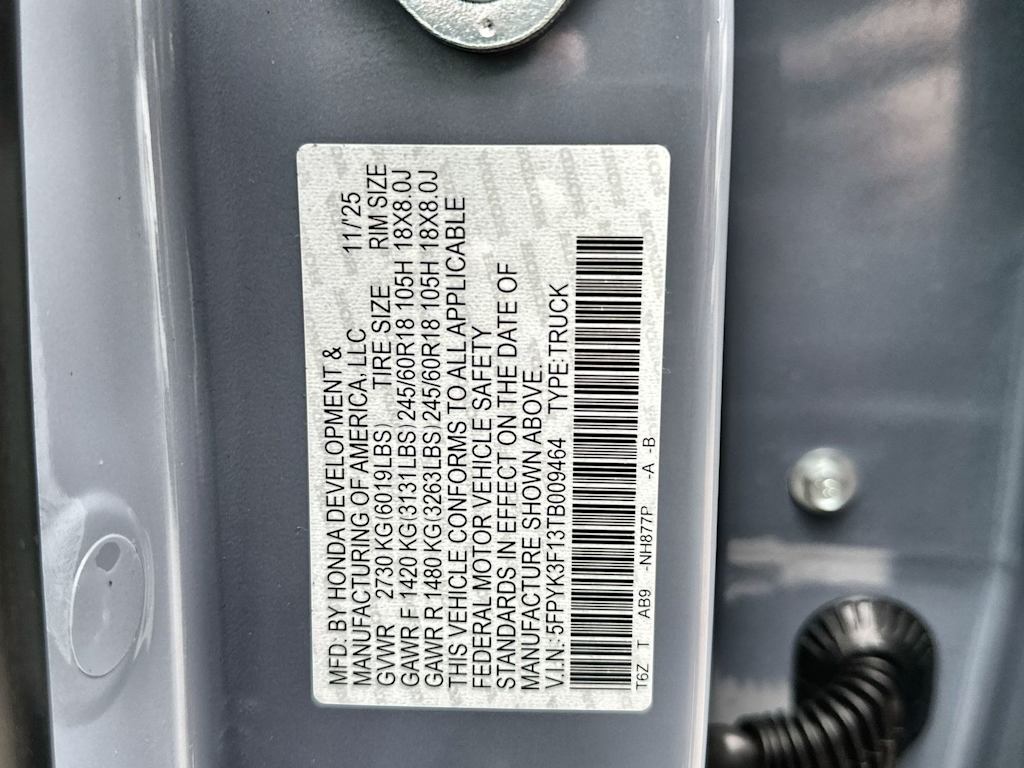 MFD. BY HONDA DEVELOPMENT &
MANUFACTURING OF AMERICA, LLC 11/'25
GVWR 2730 KG(6019LBS) TIRE SIZE RIM SIZE
GAWR F 1420 KG(3131LBS) 245/60R18 105H 18X8.0J
GAWR R 1480 KG(3263LBS) 245/60R18 105H 18X8.0J
THIS VEHICLE CONFORMS TO ALL APPLICABLE
FEDERAL MOTOR VEHICLE SAFETY
STANDARDS IN EFFECT ON THE DATE OF
MANUFACTURE SHOWN ABOVE.
V.I.N.: 5FPYK3F13TB009464 TYPE: TRUCK
T6Z T AB9 -NH877P -A -B